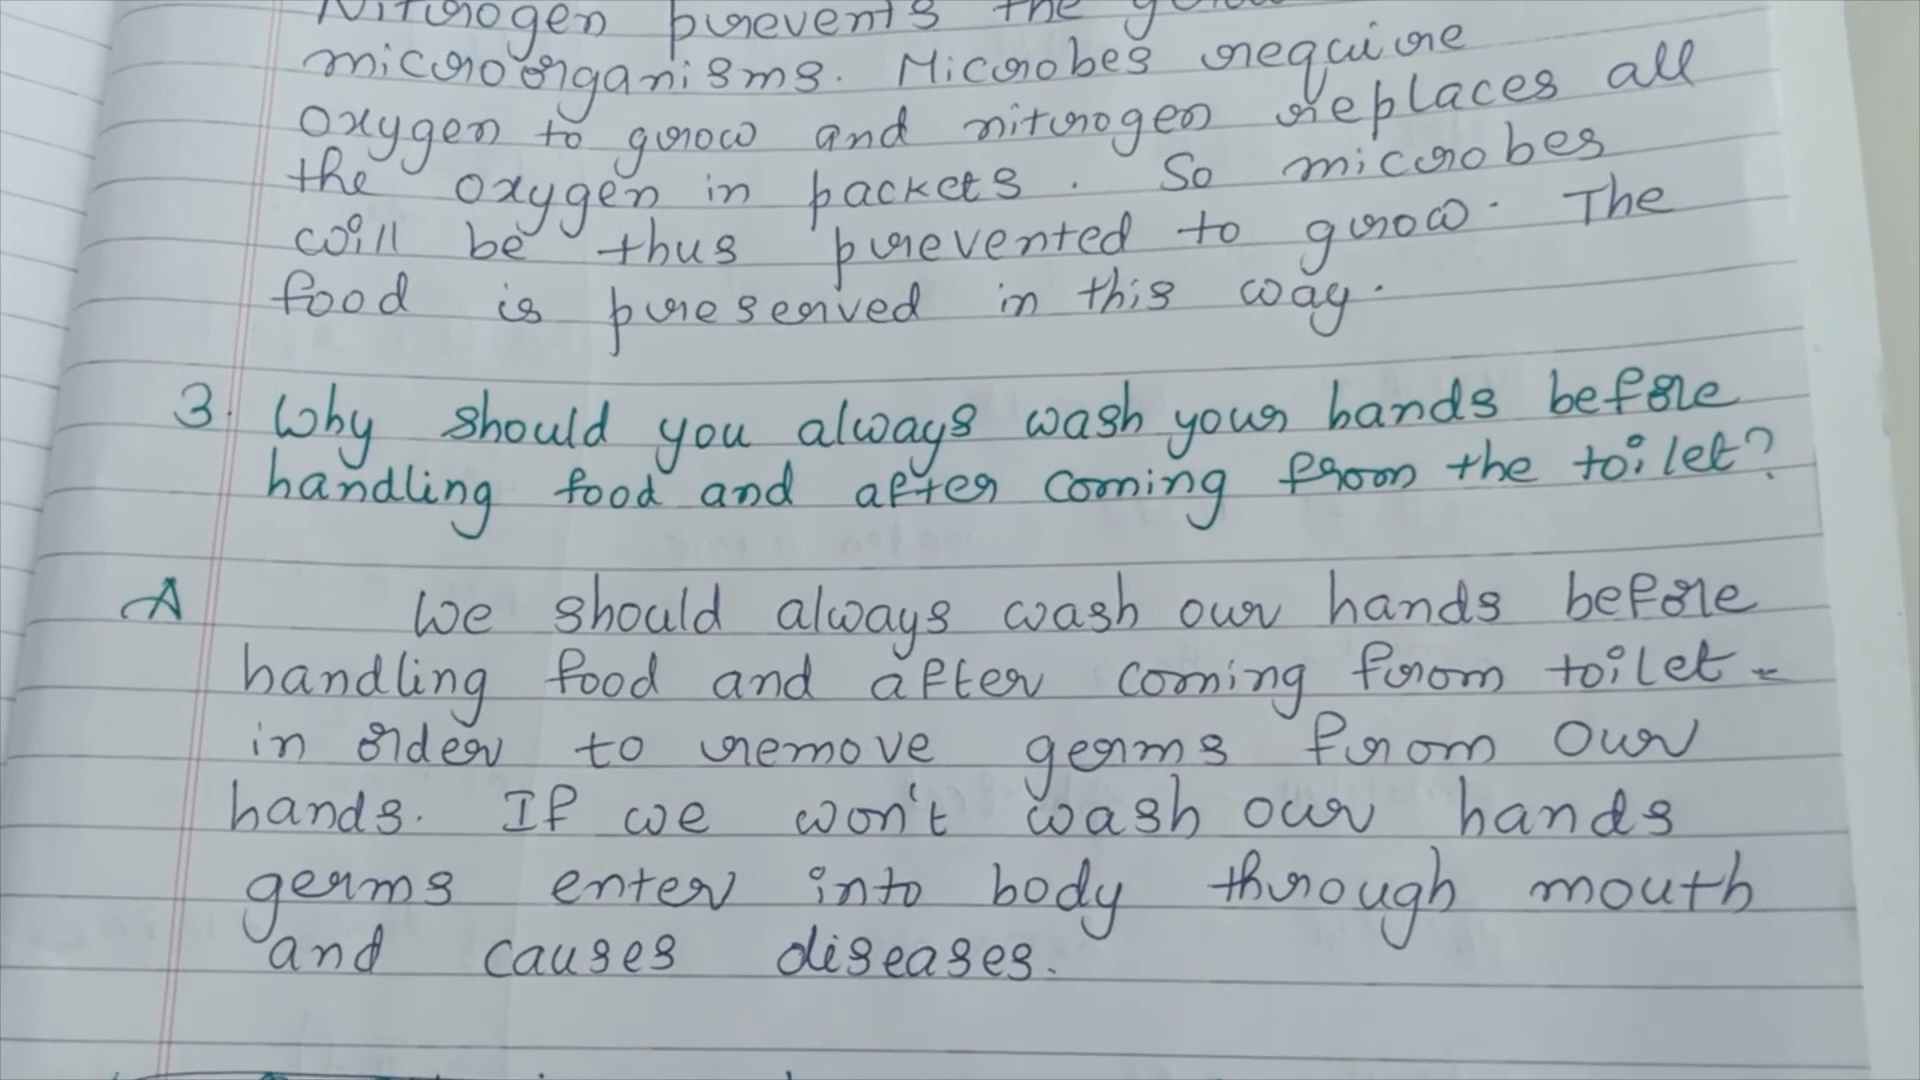 Nitrogen prevents the
microorganisms. Microbes require
oxygen to grow and nitrogen replaces all
the oxygen in packets. So microbes
will be thus prevented to grow. The
food is preserved in this way.
3. Why should you always wash your hands before
handling food and after coming from the toilet?
A We should always wash our hands before
handling food and after coming from toilet -
in order to remove germs from our
hands. If we won't wash our hands
germs enter into body through mouth
and causes diseases.